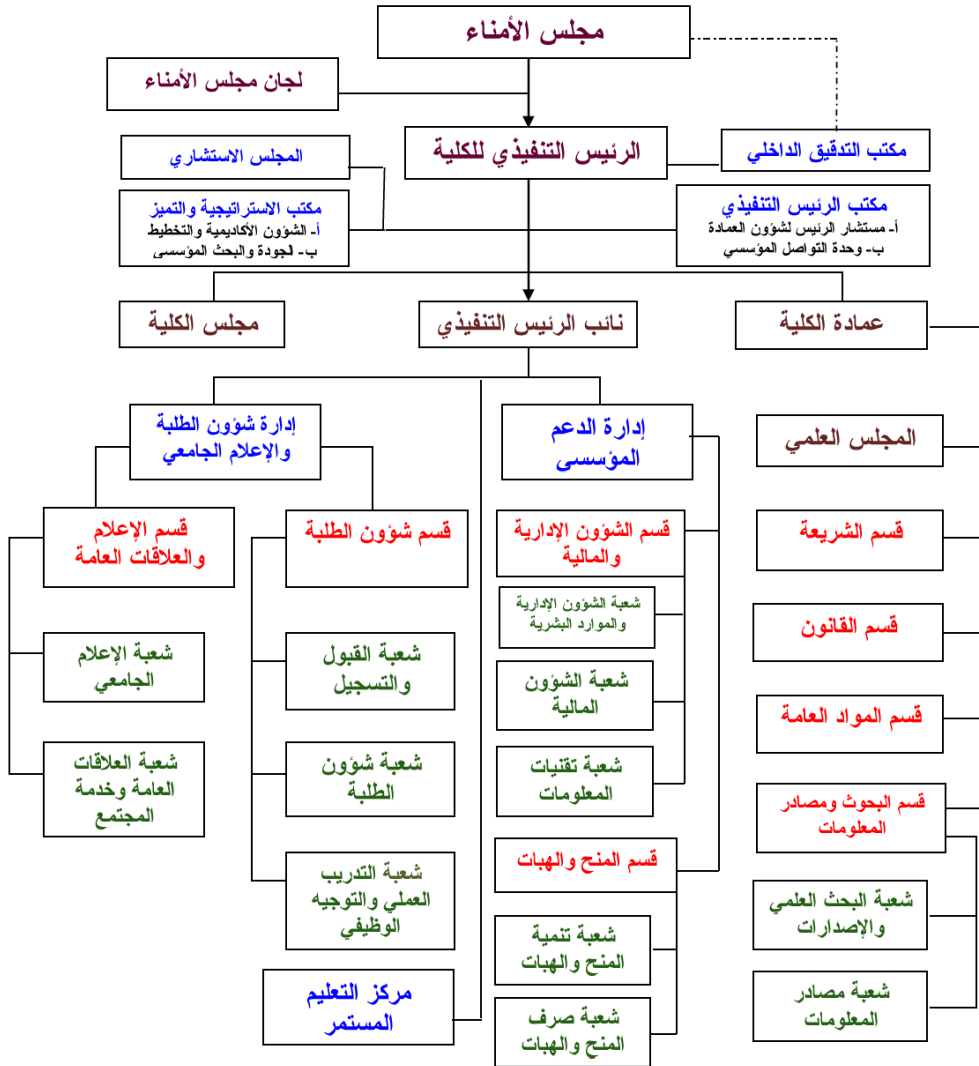 مجلس الأمناء
لجان مجلس الأمناء
الرئيس التنفيذي للكلية
مكتب التدقيق الداخلي
المجلس الاستشاري
مكتب الرئيس التنفيذي
أ- مستشار الرئيس لشؤون العمادة
ب- وحدة التواصل المؤسسي
مكتب الاستراتيجية والتميز
أ- الشؤون الأكاديمية والتخطيط
ب- لجودة والبحث المؤسسى
عمادة الكلية
نائب الرئيس التنفيذي
مجلس الكلية
المجلس العلمي
قسم الشريعة
قسم القانون
قسم المواد العامة
قسم البحوث ومصادر
المعلومات
شعبة البحث العلمي
والإصدارات
شعبة مصادر
المعلومات
إدارة الدعم
المؤسسى
قسم الشؤون الإدارية
والمالية
شعبة الشؤون الإدارية
والموارد البشرية
شعبة الشؤون
المالية
شعبة تقنيات
المعلومات
قسم المنح والهبات
شعبة تنمية
المنح والهبات
شعبة صرف
المنح والهبات
إدارة شؤون الطلبة
والإعلام الجامعي
قسم شؤون الطلبة
شعبة القبول
والتسجيل
شعبة شؤون
الطلبة
شعبة التدريب
العملي والتوجيه
الوظيفي
قسم الإعلام
والعلاقات العامة
شعبة الإعلام
الجامعي
شعبة العلاقات
العامة وخدمة
المجتمع
مركز التعليم
المستمر